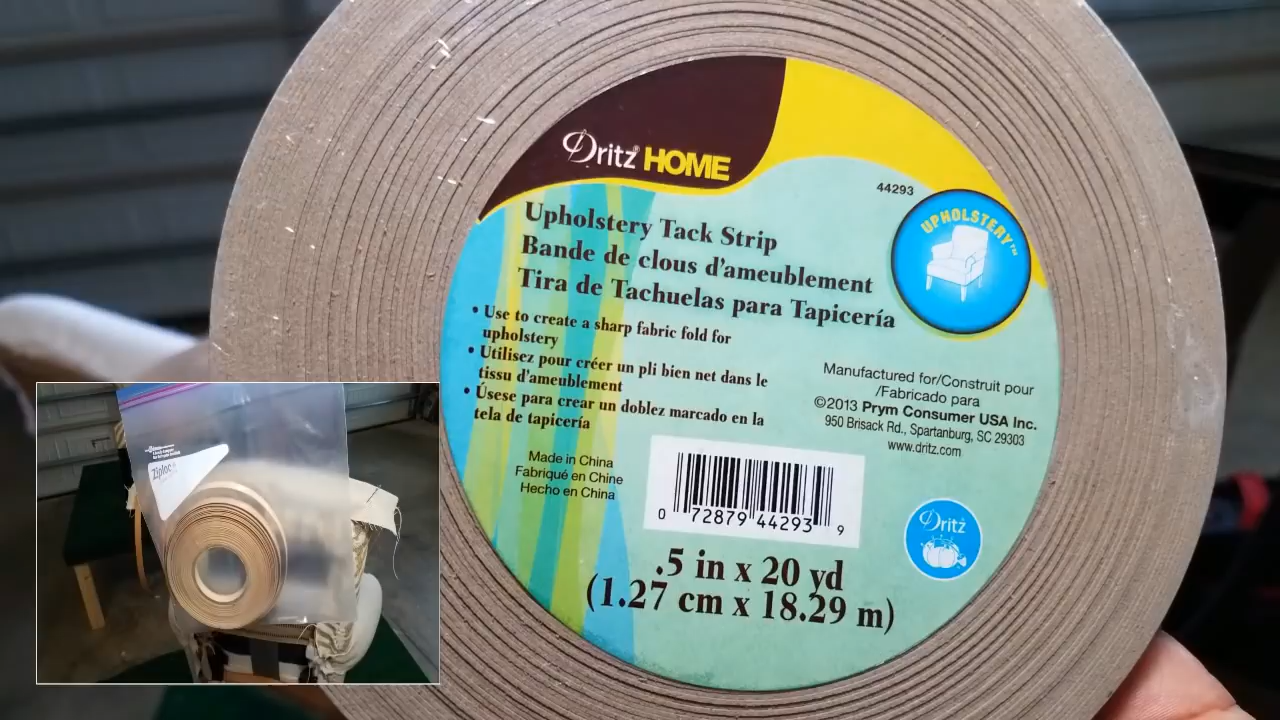 Dritz® HOME
44293
UPHOLSTERY™
Upholstery Tack Strip
Bande de clous d'ameublement
Tira de Tachuelas para Tapicería
• Use to create a sharp fabric fold for
upholstery
• Utilisez pour créer un pli bien net dans le
tissu d'ameublement
• Úsese para crear un doblez marcado en la
tela de tapicería
Manufactured for/Construit pour
/Fabricado para
©2013 Prym Consumer USA Inc.
950 Brisack Rd., Spartanburg, SC 29303
www.dritz.com
Made in China
Fabriqué en Chine
Hecho en China
0 72879 44293 9
Dritz
.5 in x 20 yd
(1.27 cm x 18.29 m)
Ziploc